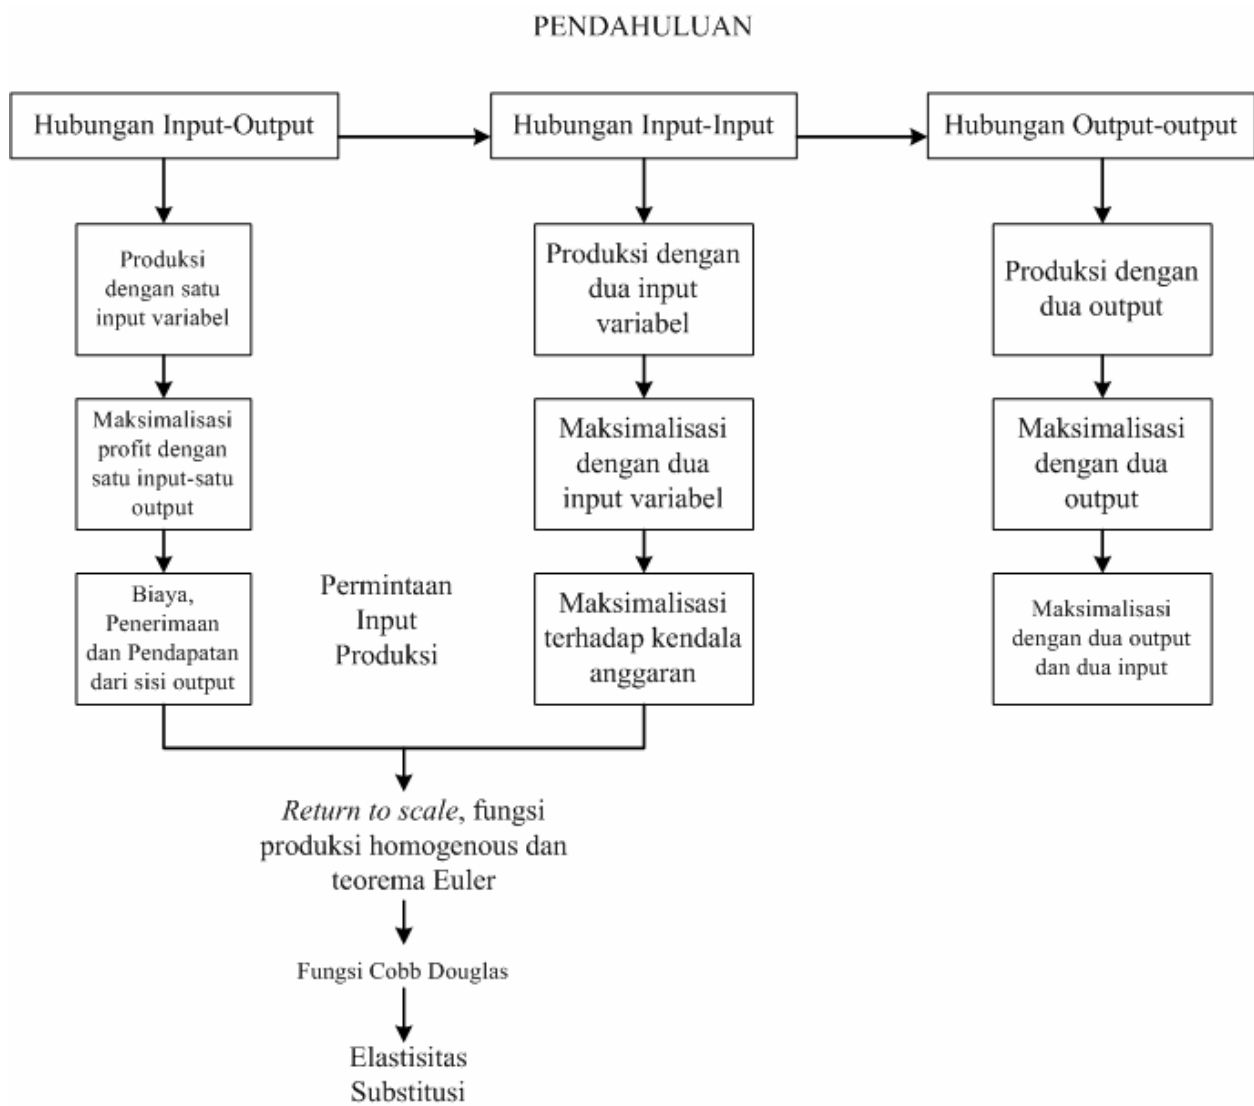 PENDAHULUAN
Hubungan Input-Output
Hubungan Input-Input
Hubungan Output-output
Produksi
dengan satu
input variabel
Produksi dengan
dua input
variabel
Produksi dengan
dua output
Maksimalisasi
profit dengan
satu input-satu
output
Maksimalisasi
dengan dua
input variabel
Maksimalisasi
dengan dua
output
Biaya,
Penerimaan
dan Pendapatan
dari sisi output
Permintaan
Input
Produksi
Maksimalisasi
terhadap kendala
anggaran
Maksimalisasi
dengan dua output
dan dua input
Return to scale, fungsi
produksi homogenous dan
teorema Euler
Fungsi Cobb Douglas
Elastisitas
Substitusi